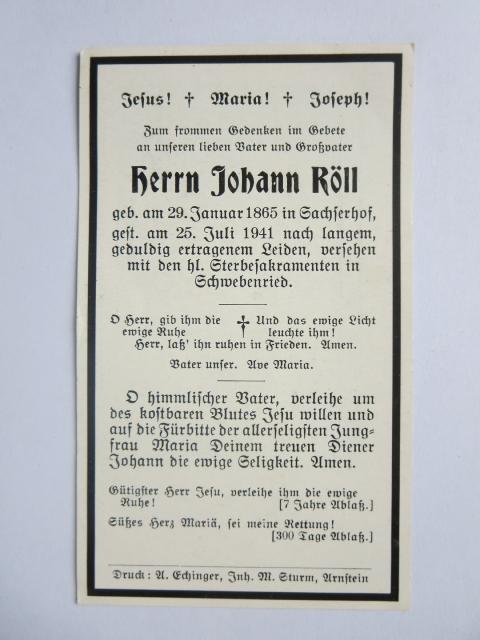 Jesus! † Maria! † Joseph!
Zum frommen Gedenken im Gebete
an unseren lieben Vater und Großvater
Herrn Johann Röll
geb. am 29. Januar 1865 in Sachserhof,
gest. am 25. Juli 1941 nach langem,
geduldig ertragenem Leiden, versehen
mit den hl. Sterbesakramenten in
Schwebenried.
O Herr, gib ihm die † Und das ewige Licht
ewige Ruhe leuchte ihm!
Herr, laß' ihn ruhen in Frieden. Amen.
Vater unser. Ave Maria.
O himmlischer Vater, verleihe um
des kostbaren Blutes Jesu willen und
auf die Fürbitte der allerseligsten Jung-
frau Maria Deinem treuen Diener
Johann die ewige Seligkeit. Amen.
Gütigster Herr Jesu, verleihe ihm die ewige
Ruhe! [7 Jahre Ablaß.]
Süßes Herz Mariä, sei meine Rettung!
[300 Tage Ablaß.]
Druck: A. Echinger, Inh. M. Sturm, Arnstein